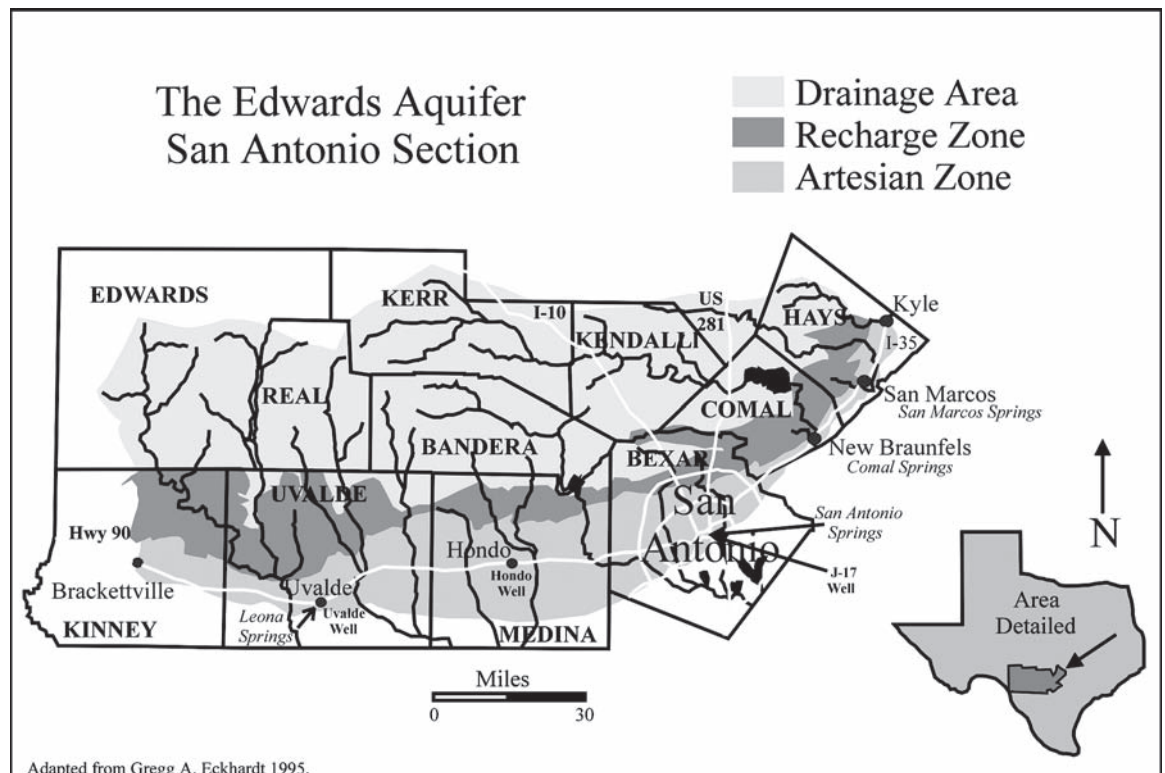 The Edwards Aquifer
San Antonio Section
Drainage Area
Recharge Zone
Artesian Zone
EDWARDS
KERR
I-10
US
281
KENDALLI
HAYS
Kyle
I-35
REAL
San Marcos
San Marcos Springs
COMAL
BANDERA
New Braunfels
Comal Springs
BEXAR
UVALDE
San
Antonio
San Antonio
Springs
Hwy 90
Hondo
Hondo
Well
J-17
Well
Brackettville
Uvalde
Uvalde
Well
Leona
Springs
KINNEY
MEDINA
N
Area
Detailed
Miles
0
30
Adapted from Gregg A. Eckhardt 1995.